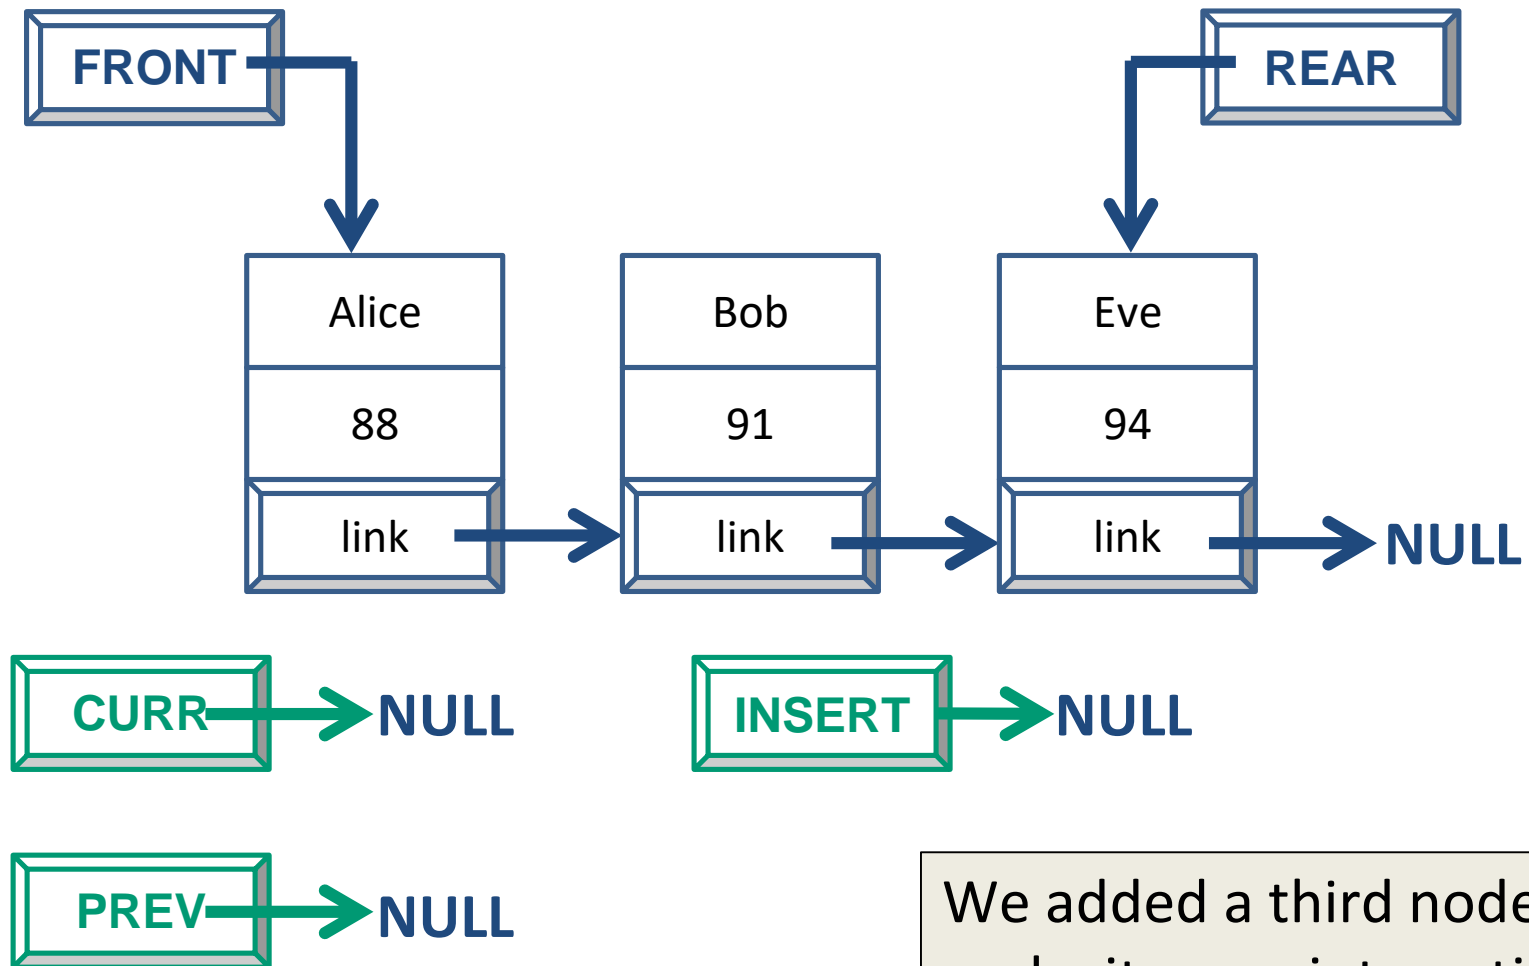 FRONT
REAR
Alice
Bob
Eve
88
91
94
link
link
link
NULL
CURR
NULL
INSERT
NULL
PREV
NULL
We added a third node